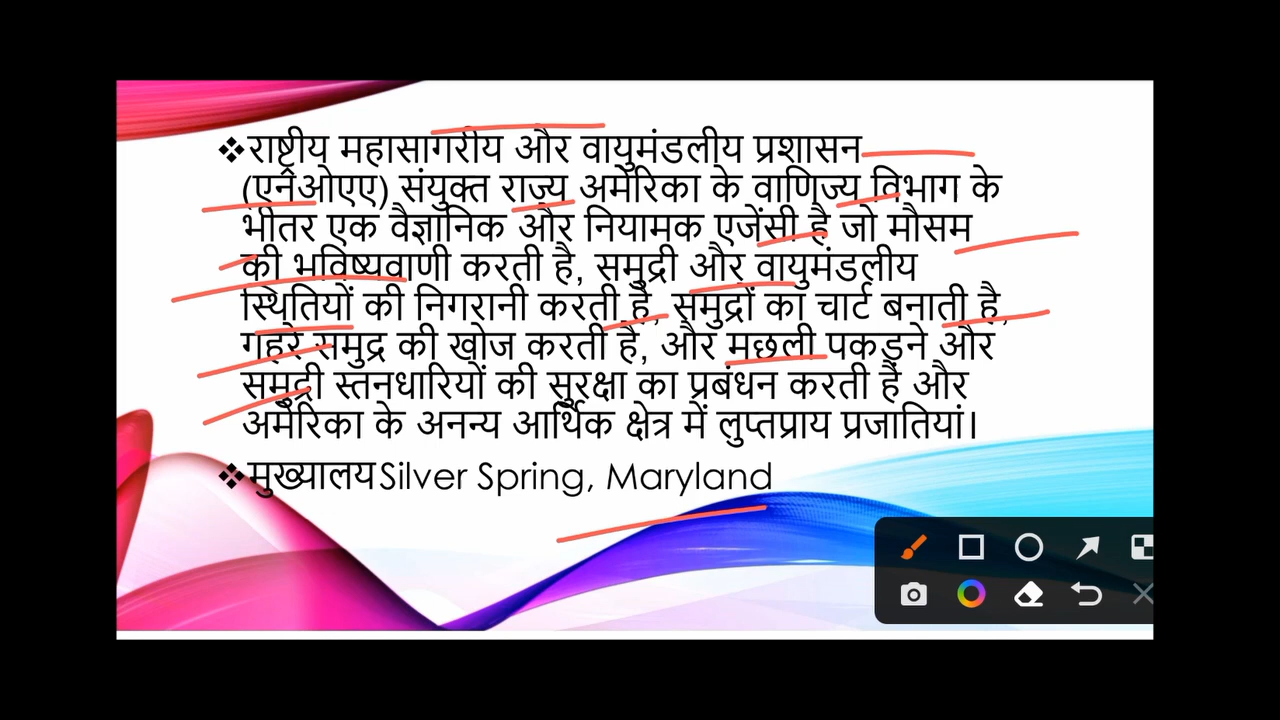 ❖राष्ट्रीय महासागरीय और वायुमंडलीय प्रशासन
(एनओएए) संयुक्त राज्य अमेरिका के वाणिज्य विभाग के
भीतर एक वैज्ञानिक और नियामक एजेंसी है जो मौसम
की भविष्यवाणी करती है, समुद्री और वायुमंडलीय
स्थितियों की निगरानी करती है, समुद्रों का चार्ट बनाती है,
गहरे समुद्र की खोज करती है, और मछली पकड़ने और
समुद्री स्तनधारियों की सुरक्षा का प्रबंधन करती है और
अमेरिका के अनन्य आर्थिक क्षेत्र में लुप्तप्राय प्रजातियां।
❖मुख्यालयSilver Spring, Maryland